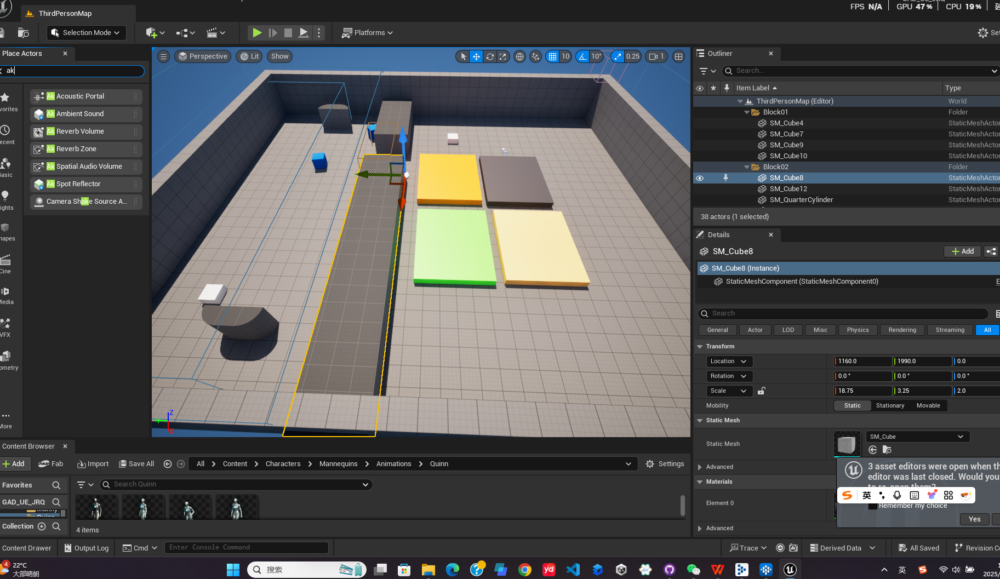 GAD_UE_JRQ
ThirdPersonMap
FPS N/A
GPU 47%
CPU 19%
Selection Mode
Platforms
Place Actors
ak
Ak Acoustic Portal
Ak Ambient Sound
Ak Reverb Volume
Ak Reverb Zone
Ak Spatial Audio Volume
Ak Spot Reflector
Camera Shake Source A...
More
Perspective
Lit
Show
10
10°
0.25
1
Z
X
Outliner
Search...
Item Label
Type
ThirdPersonMap (Editor)
World
Block01
Folder
SM_Cube4
StaticMeshActor
SM_Cube7
StaticMeshActor
SM_Cube9
StaticMeshActor
SM_Cube10
StaticMeshActor
Block02
Folder
SM_Cube8
StaticMeshActor
SM_Cube12
StaticMeshActor
SM_QuarterCylinder
StaticMeshActor
38 actors (1 selected)
Details
SM_Cube8
Add
SM_Cube8 (Instance)
StaticMeshComponent (StaticMeshComponent0)
Search
General
Actor
LOD
Misc
Physics
Rendering
Streaming
All
Transform
Location
1160.0
1990.0
0.0
Rotation
0.0 °
0.0 °
0.0 °
Scale
18.75
3.25
2.0
Mobility
Static
Stationary
Movable
Static Mesh
Static Mesh
SM_Cube
Advanced
Materials
Element 0
Advanced
3 asset editors were open when th
editor was last closed. Would you
to re-open them?
英
Remember my choice
Yes
Content Browser
Add
Fab
Import
Save All
All
Content
Characters
Mannequins
Animations
Quinn
Settings
Favorites
GAD_UE_JRQ
Manny
Quinn
Collection
Search Quinn
4 items
Content Drawer
Output Log
Cmd
Enter Console Command
Trace
Derived Data
All Saved
Revision Co
4
22°C
大部晴朗
搜索
yd
英
2025/